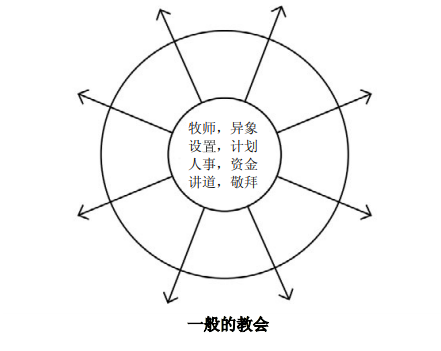 牧师，异象
设置，计划
人事，资金
讲道，敬拜
一般的教会